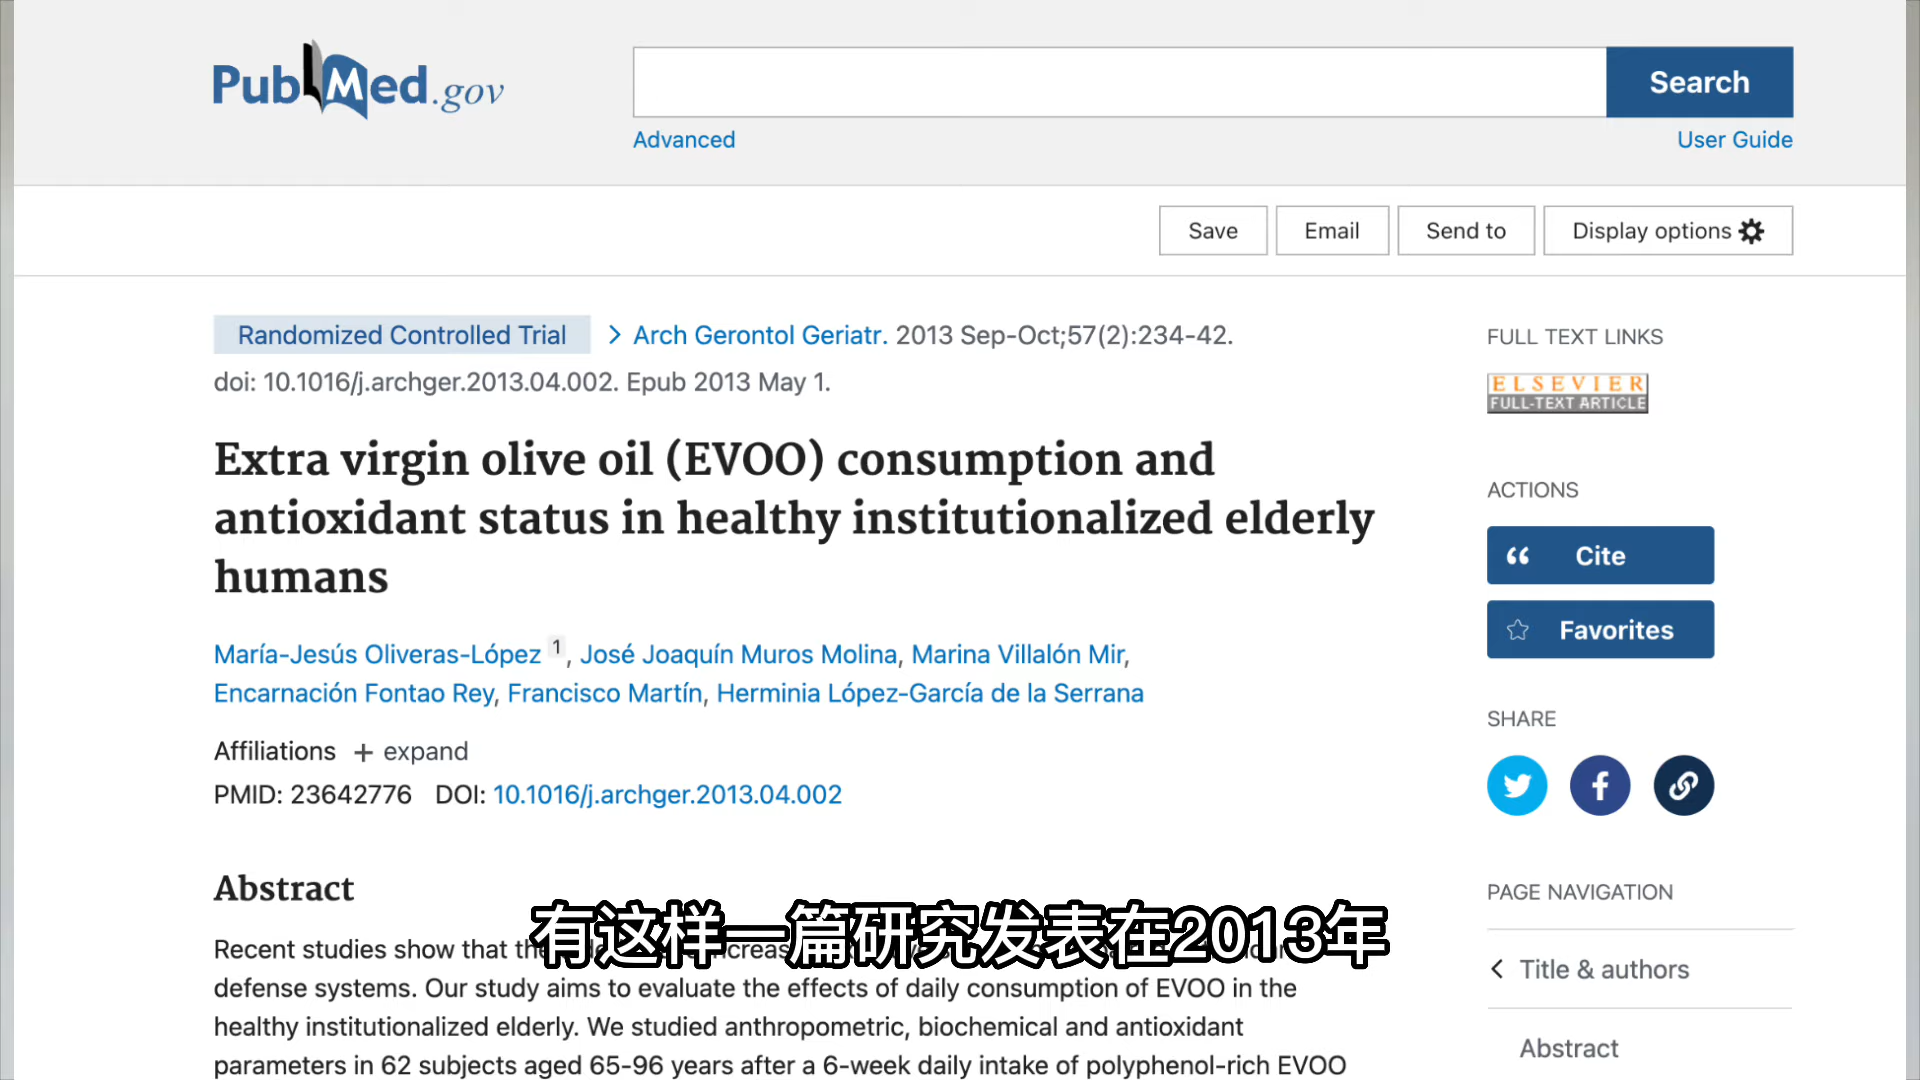 PubMed.gov
Search
Advanced
User Guide
Save
Email
Send to
Display options
Randomized Controlled Trial
Arch Gerontol Geriatr. 2013 Sep-Oct;57(2):234-42.
doi: 10.1016/j.archger.2013.04.002. Epub 2013 May 1.
Extra virgin olive oil (EVOO) consumption and
antioxidant status in healthy institutionalized elderly
humans
María-Jesús Oliveras-López 1, José Joaquín Muros Molina, Marina Villalón Mir,
Encarnación Fontao Rey, Francisco Martín, Herminia López-García de la Serrana
Affiliations + expand
PMID: 23642776 DOI: 10.1016/j.archger.2013.04.002
Abstract
Recent studies show that
defense systems. Our study aims to evaluate the effects of daily consumption of EVOO in the
healthy institutionalized elderly. We studied anthropometric, biochemical and antioxidant
parameters in 62 subjects aged 65-96 years after a 6-week daily intake of polyphenol-rich EVOO
有这样一篇研究发表在2013年
FULL TEXT LINKS
ELSEVIER
FULL-TEXT ARTICLE
ACTIONS
Cite
Favorites
SHARE
PAGE NAVIGATION
Title & authors
Abstract